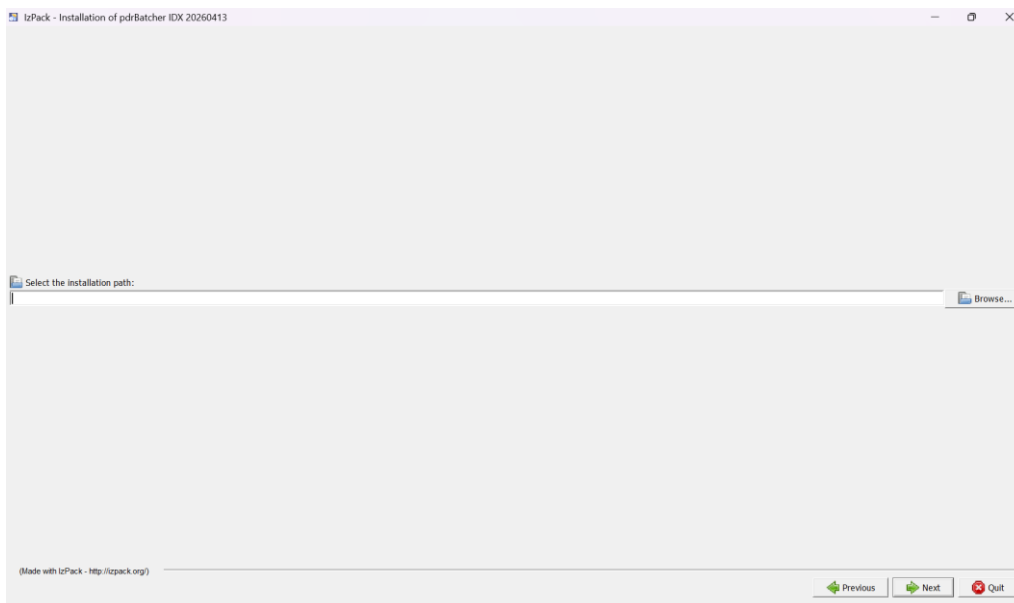 IzPack - Installation of pdrBatcher IDX 20260413
Select the installation path:
Browse...
(Made with IzPack - http://izpack.org/)
Previous
Next
Quit